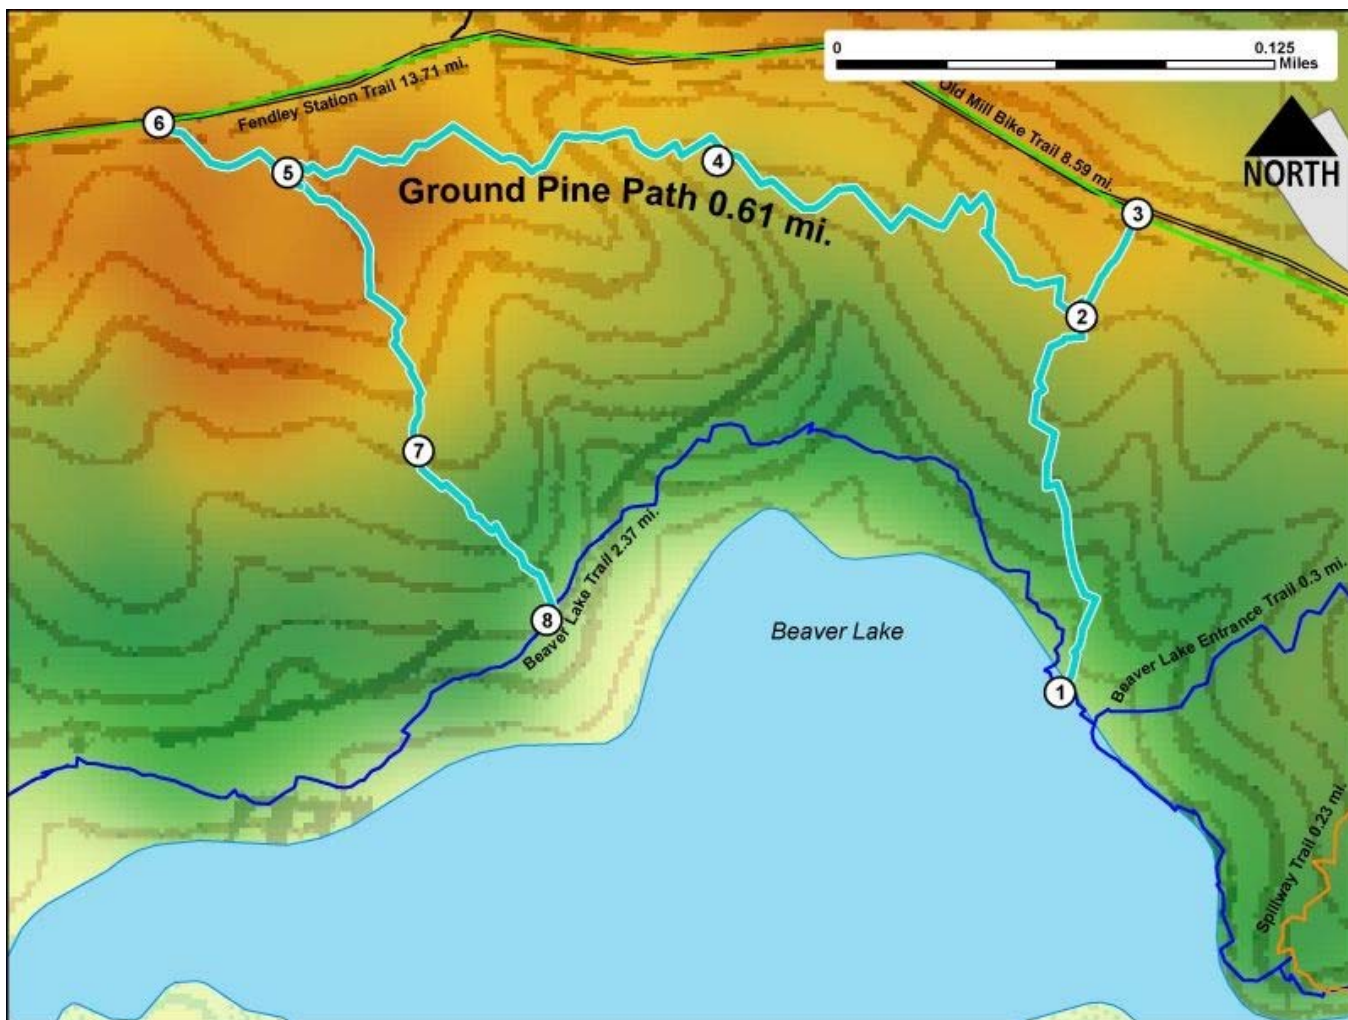 0 0.125
Miles
Fendley Station Trail 13.71 mi.
Old Mill Bike Trail 8.59 mi.
NORTH
6
5
4
Ground Pine Path 0.61 mi.
3
2
7
Beaver Lake Trail 2.37 mi.
8
Beaver Lake
Beaver Lake Entrance Trail 0.3 mi.
1
Spillway Trail 0.23 mi.